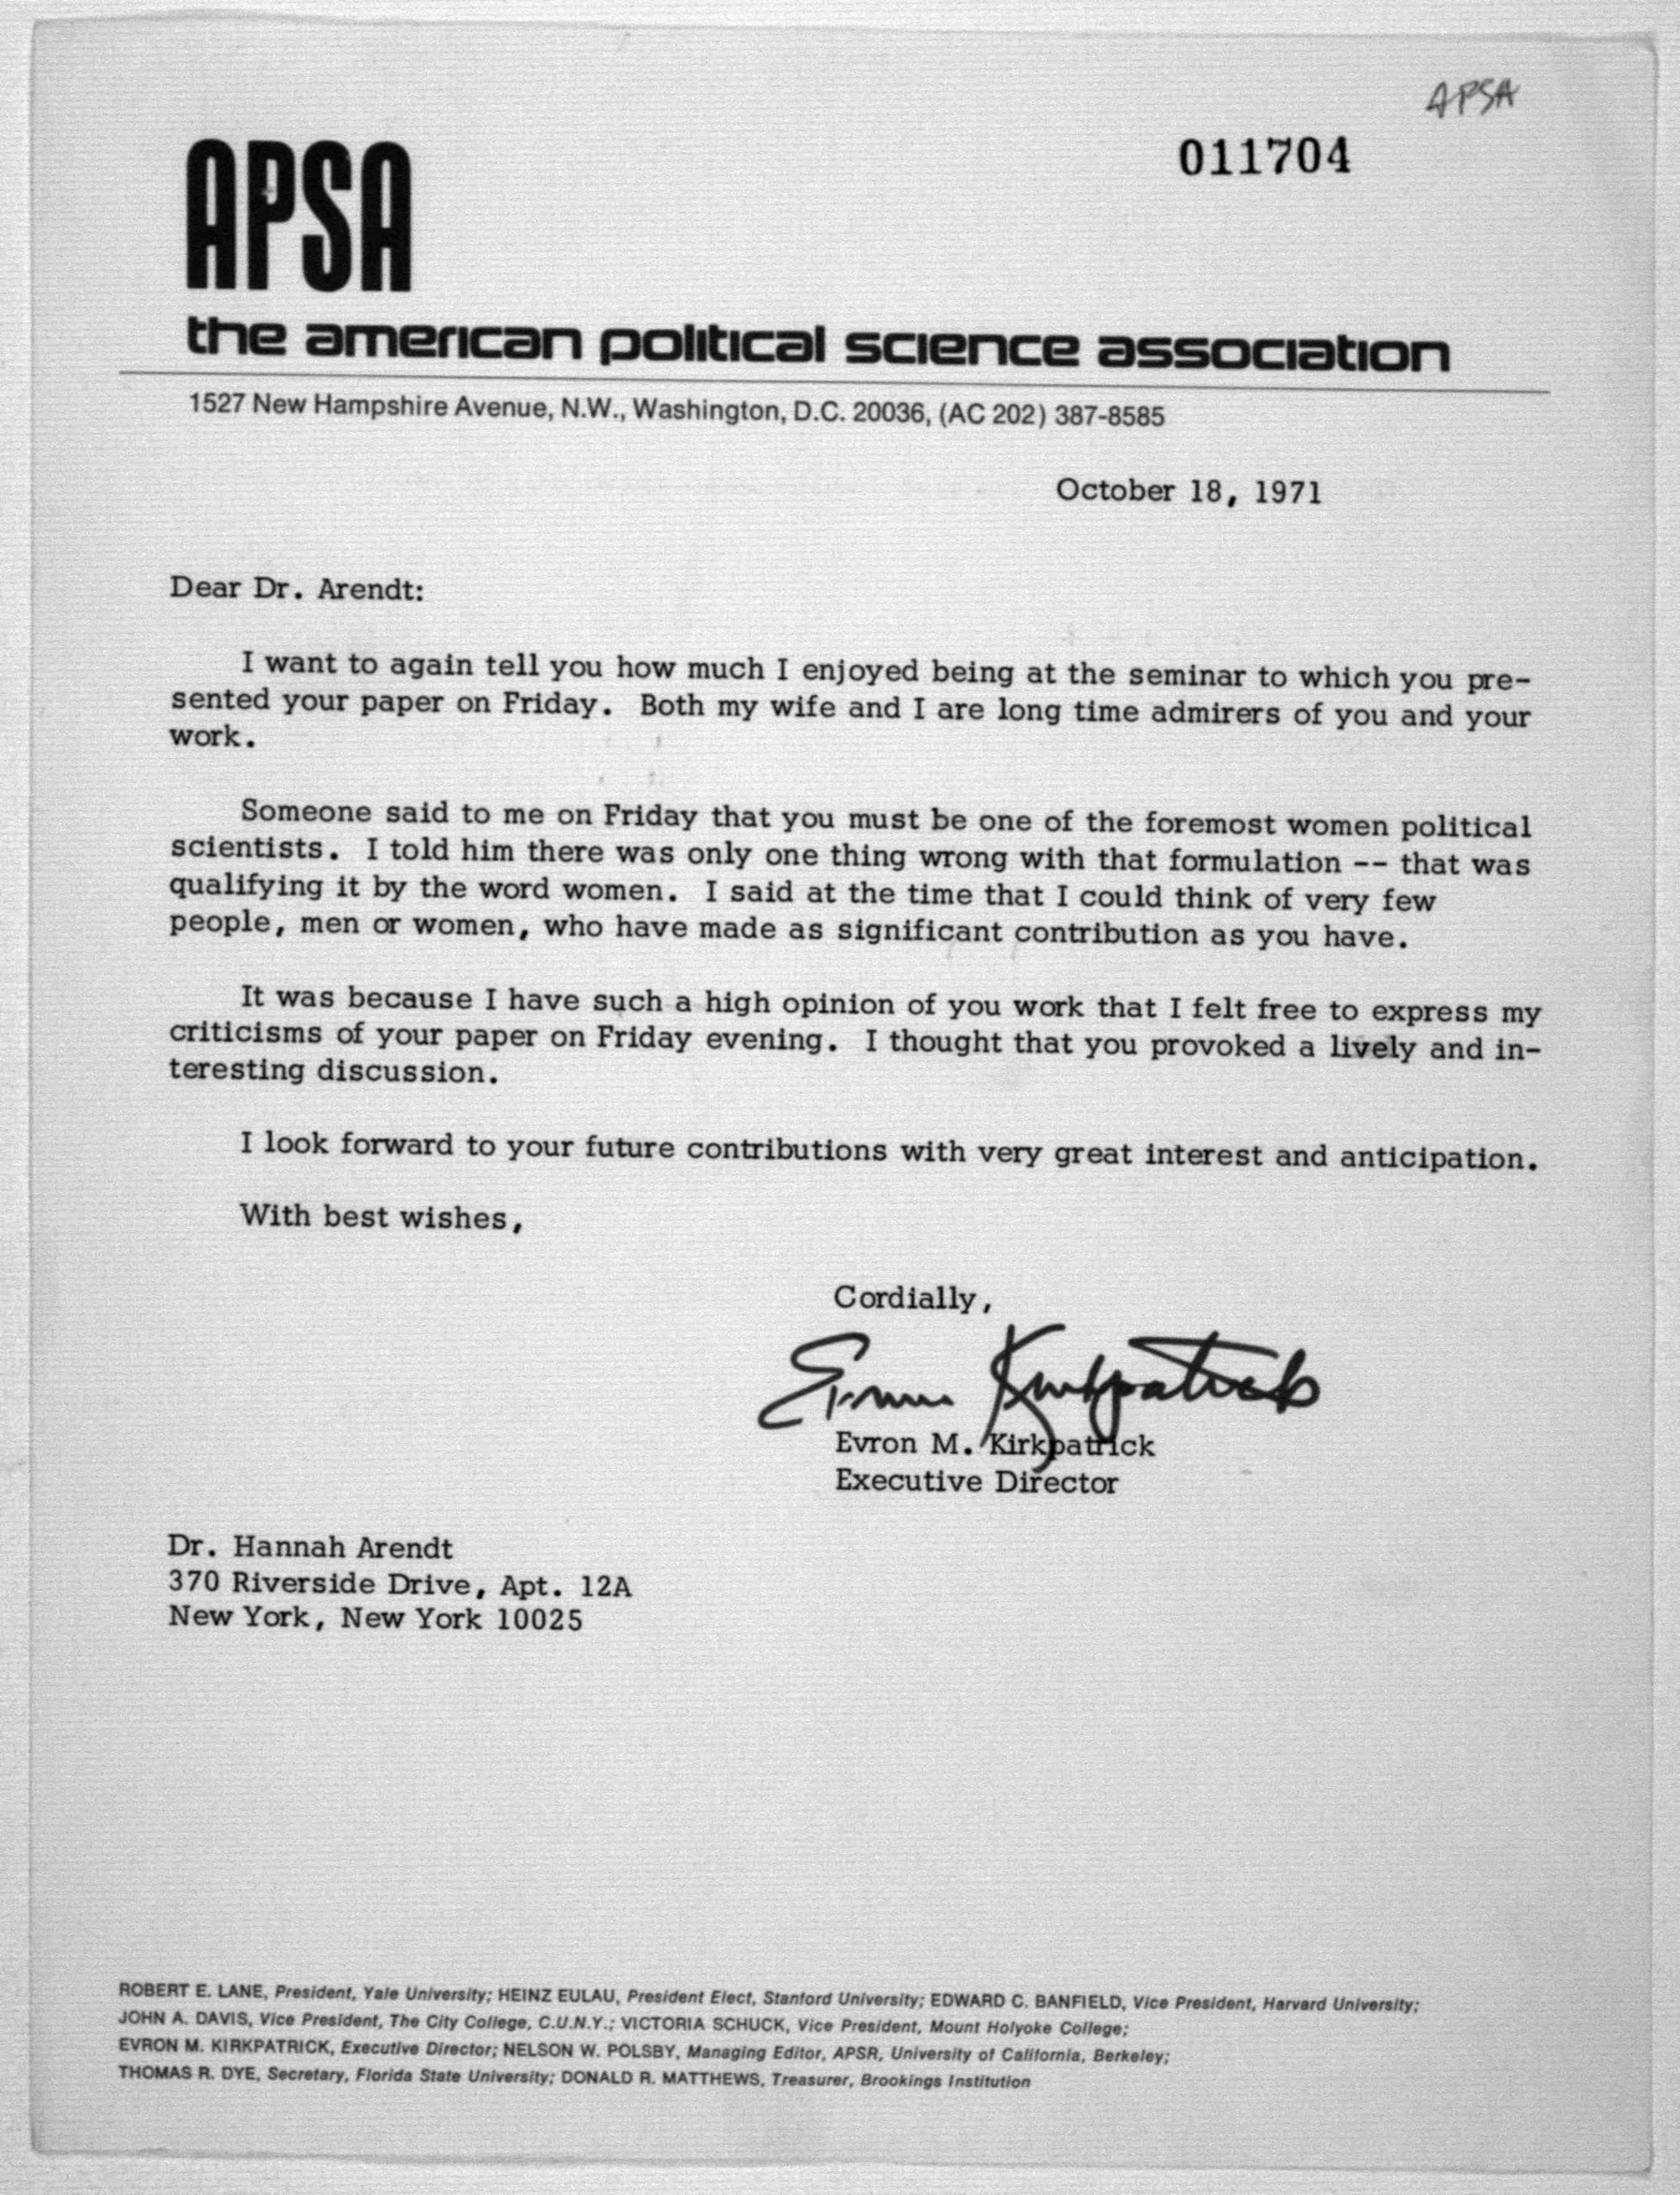 APSA
011704
APSA
the american political science association
1527 New Hampshire Avenue, N.W., Washington, D.C. 20036, (AC 202) 387-8585
October 18, 1971
Dear Dr. Arendt:
I want to again tell you how much I enjoyed being at the seminar to which you pre-
sented your paper on Friday. Both my wife and I are long time admirers of you and your
work.
Someone said to me on Friday that you must be one of the foremost women political
scientists. I told him there was only one thing wrong with that formulation -- that was
qualifying it by the word women. I said at the time that I could think of very few
people, men or women, who have made as significant contribution as you have.
It was because I have such a high opinion of you work that I felt free to express my
criticisms of your paper on Friday evening. I thought that you provoked a lively and in-
teresting discussion.
I look forward to your future contributions with very great interest and anticipation.
With best wishes,
Cordially,
Evron Kirkpatrick
Evron M. Kirkpatrick
Executive Director
Dr. Hannah Arendt
370 Riverside Drive, Apt. 12A
New York, New York 10025
ROBERT E. LANE, President, Yale University; HEINZ EULAU, President Elect, Stanford University; EDWARD C. BANFIELD, Vice President, Harvard University;
JOHN A. DAVIS, Vice President, The City College, C.U.N.Y.; VICTORIA SCHUCK, Vice President, Mount Holyoke College;
EVRON M. KIRKPATRICK, Executive Director; NELSON W. POLSBY, Managing Editor, APSR, University of California, Berkeley;
THOMAS R. DYE, Secretary, Florida State University; DONALD R. MATTHEWS, Treasurer, Brookings Institution